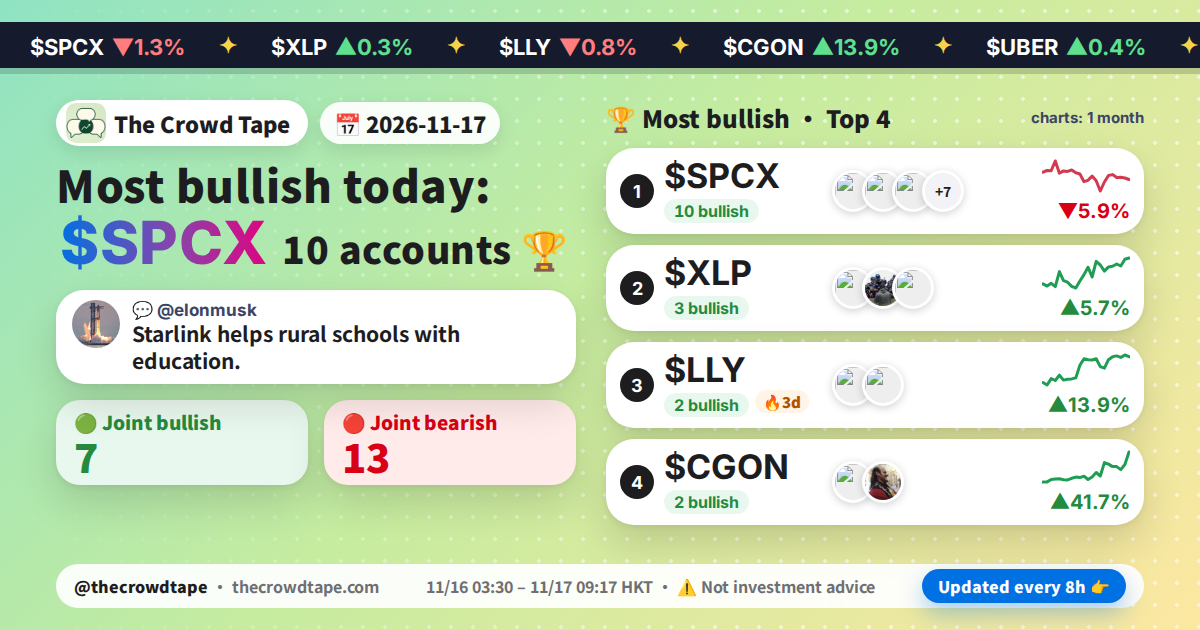 $SPCX ▼1.3% ✦ $XLP ▲0.3% ✦ $LLY ▼0.8% ✦ $CGON ▲13.9% ✦ $UBER ▲0.4% ✦
The Crowd Tape
📅 2026-11-17
Most bullish today:
$SPCX 10 accounts 🏆
💬 @elonmusk
Starlink helps rural schools with
education.
🟢 Joint bullish
7
🔴 Joint bearish
13
🏆 Most bullish • Top 4
charts: 1 month
1 $SPCX
10 bullish
+7
▼5.9%
2 $XLP
3 bullish
▲5.7%
3 $LLY
2 bullish 🔥3d
▲13.9%
4 $CGON
2 bullish
▲41.7%
@thecrowdtape • thecrowdtape.com
11/16 03:30 – 11/17 09:17 HKT • ⚠️ Not investment advice
Updated every 8h 👉